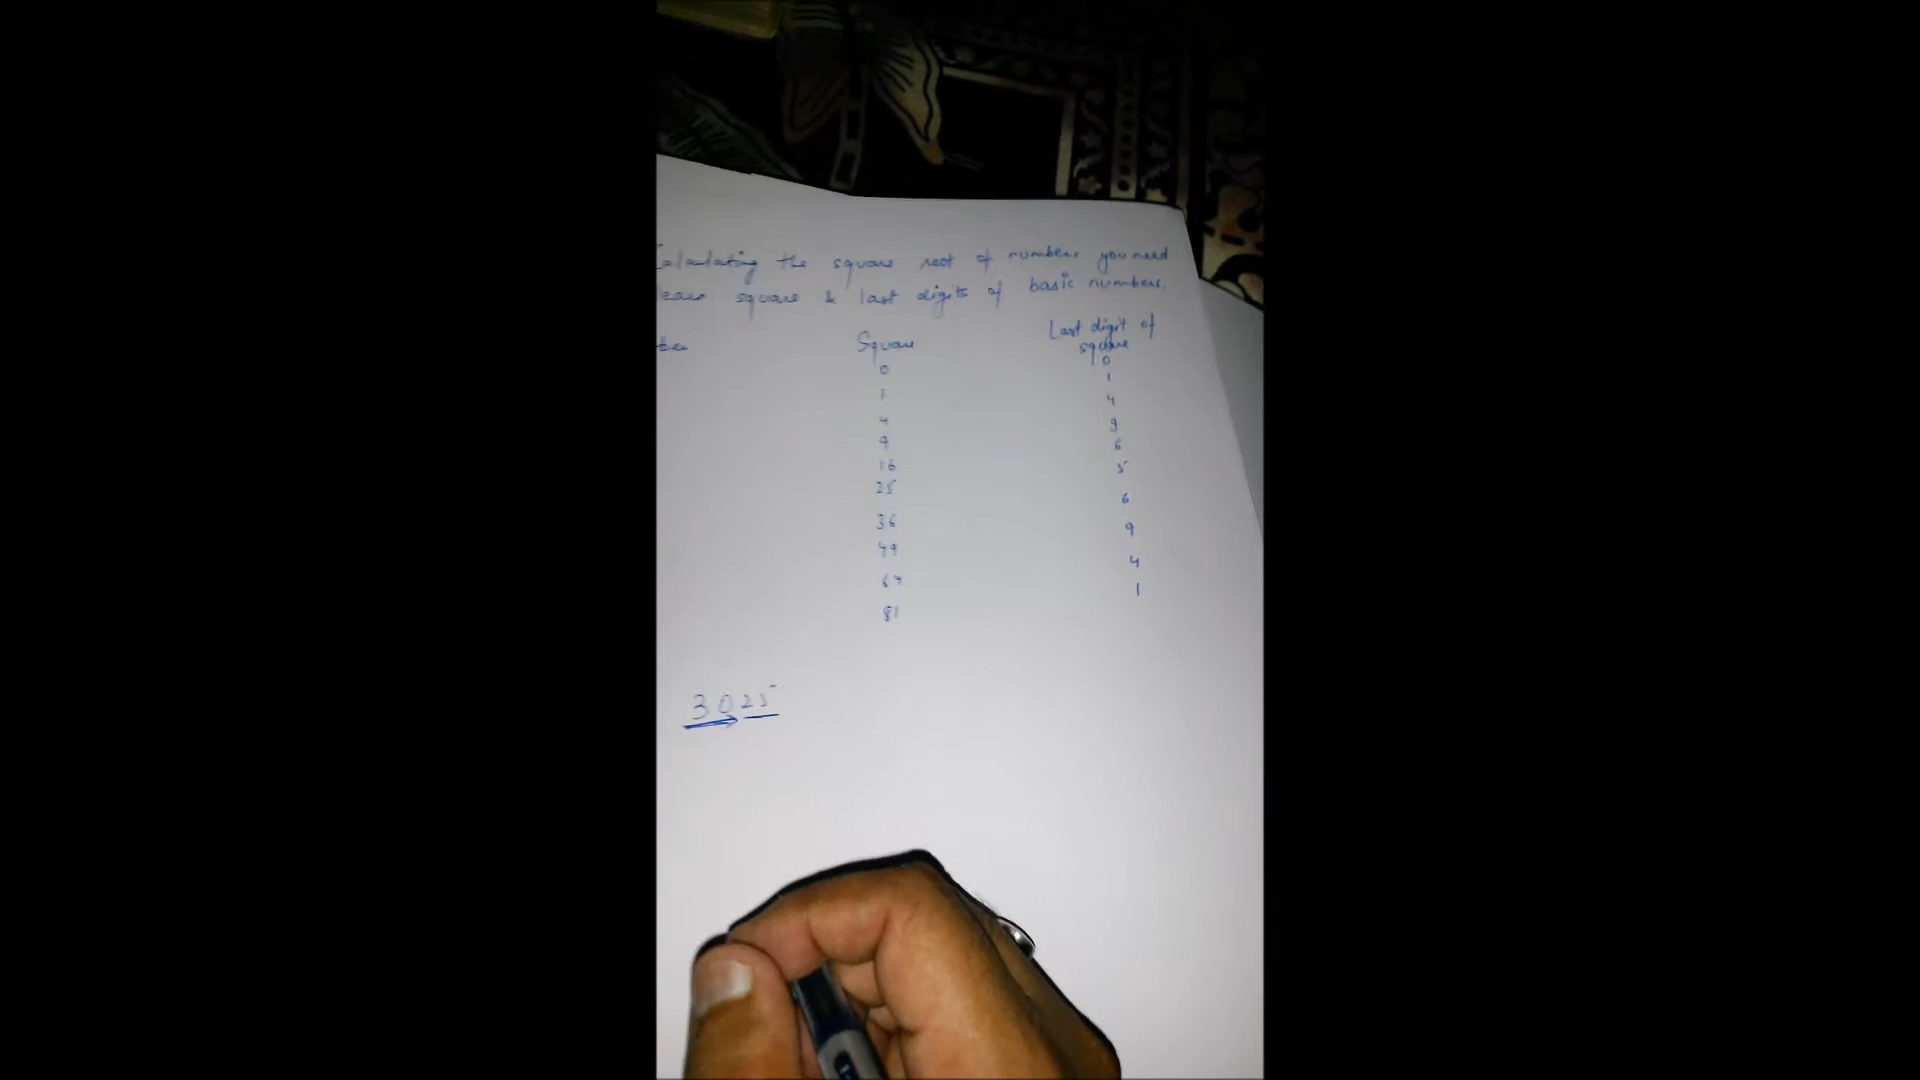 Calculating the square root of numbers you need
learn square & last digits of basic numbers.
Square
Last digit of
square
0 0
1 1
4 4
9 9
16 6
25 5
36 6
49 9
64 4
81 1
3025